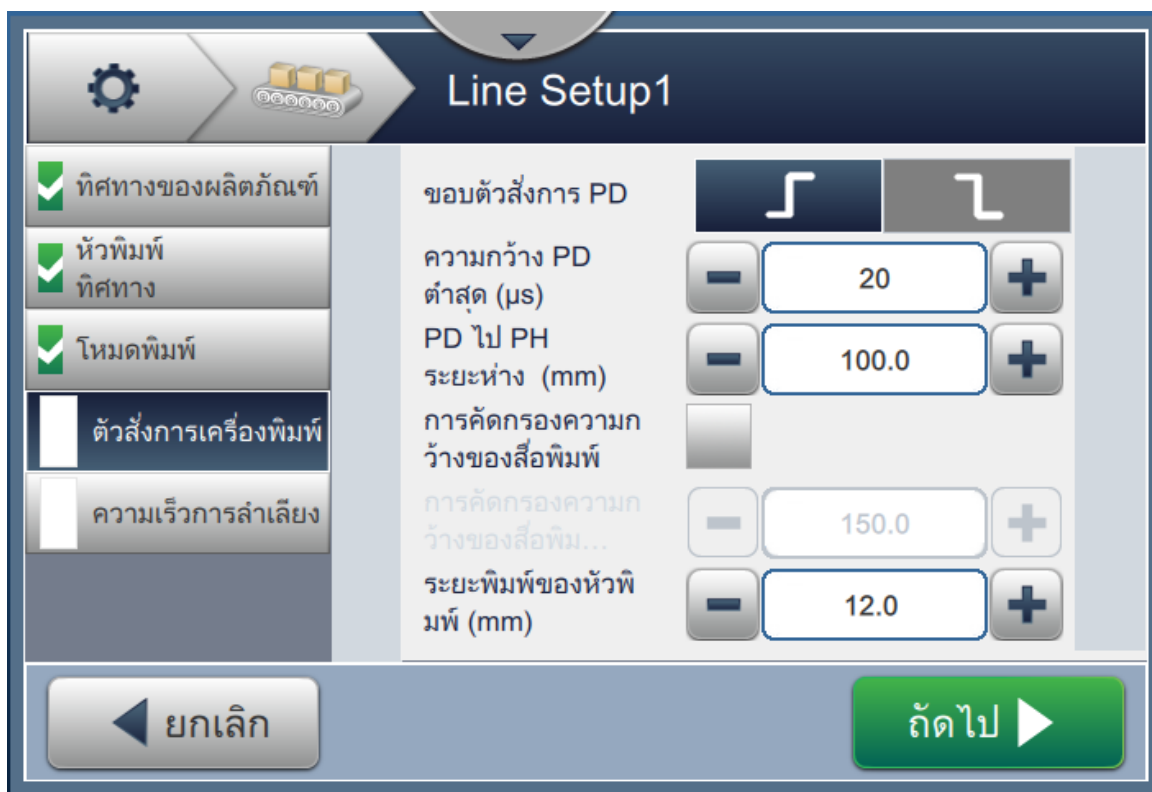 Line Setup1
ทิศทางของผลิตภัณฑ์
หัวพิมพ์
ทิศทาง
โหมดพิมพ์
ตัวสั่งการเครื่องพิมพ์
ความเร็วการลำเลียง
ขอบตัวสั่งการ PD
ความกว้าง PD
ต่ำสุด (µs)
20
PD ไป PH
ระยะห่าง (mm)
100.0
การคัดกรองความก
ว้างของสื่อพิมพ์
การคัดกรองความก
ว้างของสื่อพิม...
150.0
ระยะพิมพ์ของหัวพิ
มพ์ (mm)
12.0
ยกเลิก
ถัดไป